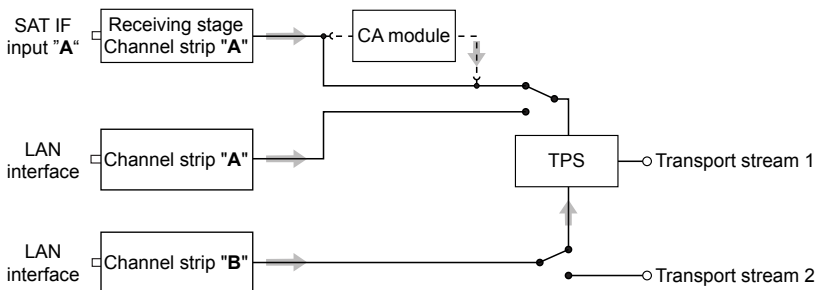 SAT IF
input "A“
Receiving stage
Channel strip "A"
CA module
LAN
interface
Channel strip "A"
TPS
Transport stream 1
LAN
interface
Channel strip "B"
Transport stream 2